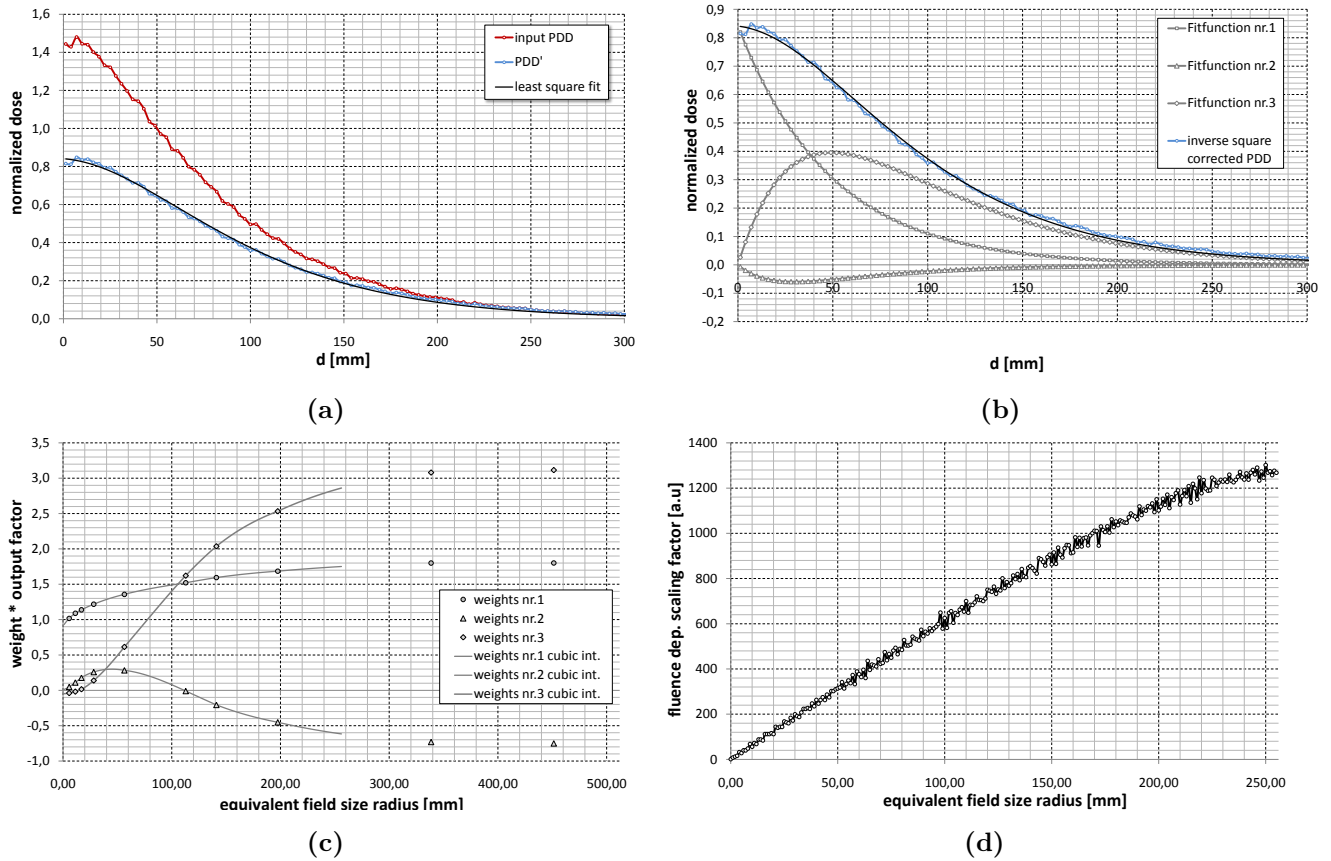 normalized dose
1,6
1,4
1,2
1,0
0,8
0,6
0,4
0,2
0,0
input PDD
PDD'
least square fit
0 50 100 150 200 250 300
d [mm]
(a)
normalized dose
0,9
0,8
0,7
0,6
0,5
0,4
0,3
0,2
0,1
0,0
-0,1
-0,2
Fitfunction nr.1
Fitfunction nr.2
Fitfunction nr.3
inverse square
corrected PDD
0 50 100 150 200 250 300
d [mm]
(b)
weight * output factor
3,5
3,0
2,5
2,0
1,5
1,0
0,5
0,0
-0,5
-1,0
weights nr.1
weights nr.2
weights nr.3
weights nr.1 cubic int.
weights nr.2 cubic int.
weights nr.3 cubic int.
0,00 100,00 200,00 300,00 400,00 500,00
equivalent field size radius [mm]
(c)
fluence dep. scaling factor [a.u]
1400
1200
1000
800
600
400
200
0
0,00 50,00 100,00 150,00 200,00 250,00
equivalent field size radius [mm]
(d)